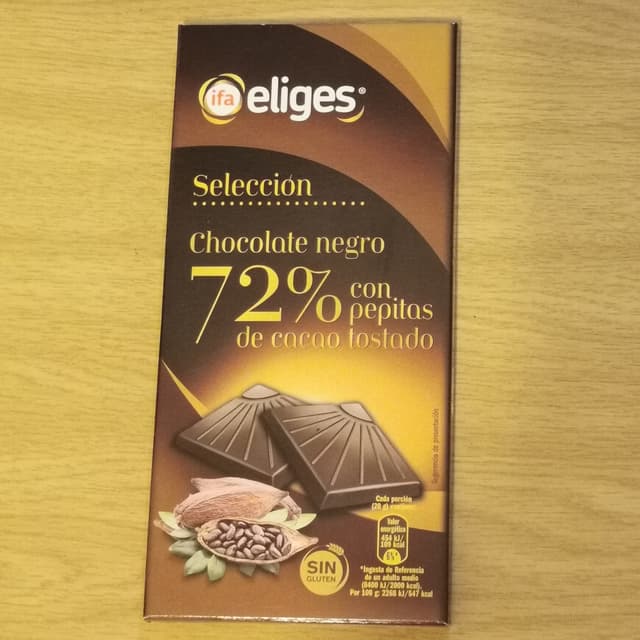 ifa eliges®
Selección
Chocolate negro
72% con
pepitas
de cacao tostado
Sugerencia de presentación
Cada porción
(20 g)
Valor
energético
454 kJ/
109 kcal
SIN
GLUTEN
*Ingesta de Referencia
de un adulto medio
(8400 kJ/2000 kcal).
Por 100 g: 2268 kJ/547 kcal